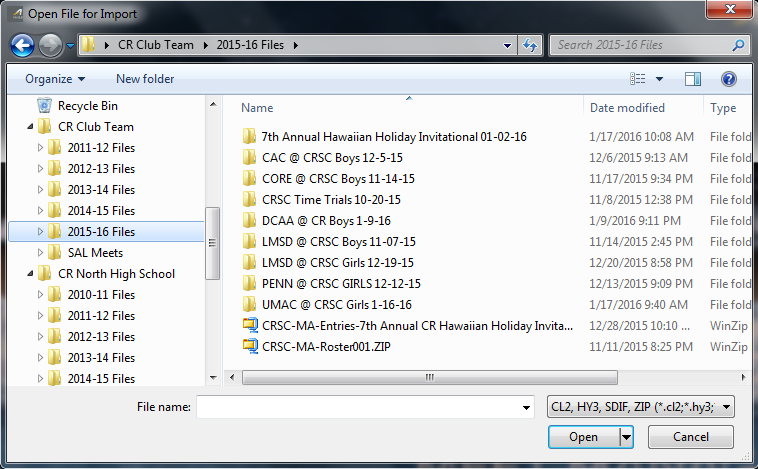 Open File for Import
CR Club Team 2015-16 Files
Search 2015-16 Files
Organize New folder
Recycle Bin
CR Club Team
2011-12 Files
2012-13 Files
2013-14 Files
2014-15 Files
2015-16 Files
SAL Meets
CR North High School
2010-11 Files
2011-12 Files
2012-13 Files
2013-14 Files
2014-15 Files
Name Date modified Type
7th Annual Hawaiian Holiday Invitational 01-02-16 1/17/2016 10:08 AM File fold
CAC @ CRSC Boys 12-5-15 12/6/2015 9:13 AM File fold
CORE @ CRSC Boys 11-14-15 11/17/2015 9:34 PM File fold
CRSC Time Trials 10-20-15 11/8/2015 12:38 PM File fold
DCAA @ CR Boys 1-9-16 1/9/2016 9:11 PM File fold
LMSD @ CRSC Boys 11-07-15 11/14/2015 2:45 PM File fold
LMSD @ CRSC Girls 12-19-15 12/20/2015 8:58 PM File fold
PENN @ CRSC GIRLS 12-12-15 12/13/2015 9:09 PM File fold
UMAC @ CRSC Girls 1-16-16 1/17/2016 9:40 AM File fold
CRSC-MA-Entries-7th Annual CR Hawaiian Holiday Invita... 12/28/2015 10:10 ... WinZip
CRSC-MA-Roster001.ZIP 11/11/2015 8:25 PM WinZip
File name:
CL2, HY3, SDIF, ZIP (*.cl2;*.hy3;
Open Cancel